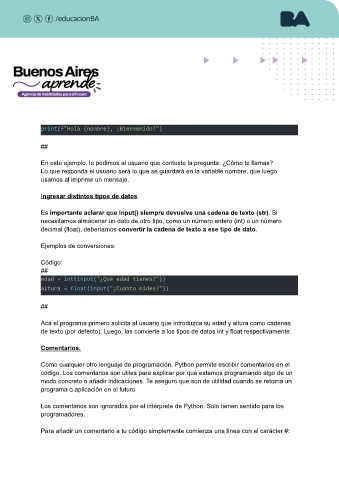 /educacionBA
BA
Buenos Aires
aprende
Agencia de Habilidades para el Futuro
print(f"Hola {nombre}, ¡Bienvenido!")
##
En este ejemplo, le pedimos al usuario que conteste la pregunta: ¿Cómo te llamas?
Lo que responda el usuario será lo que se guardará en la variable nombre, que luego
usamos al imprimir un mensaje.
Ingresar distintos tipos de datos
Es importante aclarar que input() siempre devuelve una cadena de texto (str). Si
necesitamos almacenar un dato de otro tipo, como un número entero (int) o un número
decimal (float), deberíamos convertir la cadena de texto a ese tipo de dato.
Ejemplos de conversiones:
Código:
##
edad = int(input("¿Qué edad tienes?"))
altura = float(input("¿Cuánto mides?"))
##
Acá el programa primero solicita al usuario que introduzca su edad y altura como cadenas
de texto (por defecto). Luego, las convierte a los tipos de datos int y float respectivamente.
Comentarios.
Como cualquier otro lenguaje de programación, Python permite escribir comentarios en el
código. Los comentarios son útiles para explicar por qué estamos programando algo de un
modo concreto o añadir indicaciones. Te aseguro que son de utilidad cuando se retoma un
programa o aplicación en el futuro
Los comentarios son ignorados por el intérprete de Python. Solo tienen sentido para los
programadores.
Para añadir un comentario a tu código simplemente comienza una línea con el carácter #: